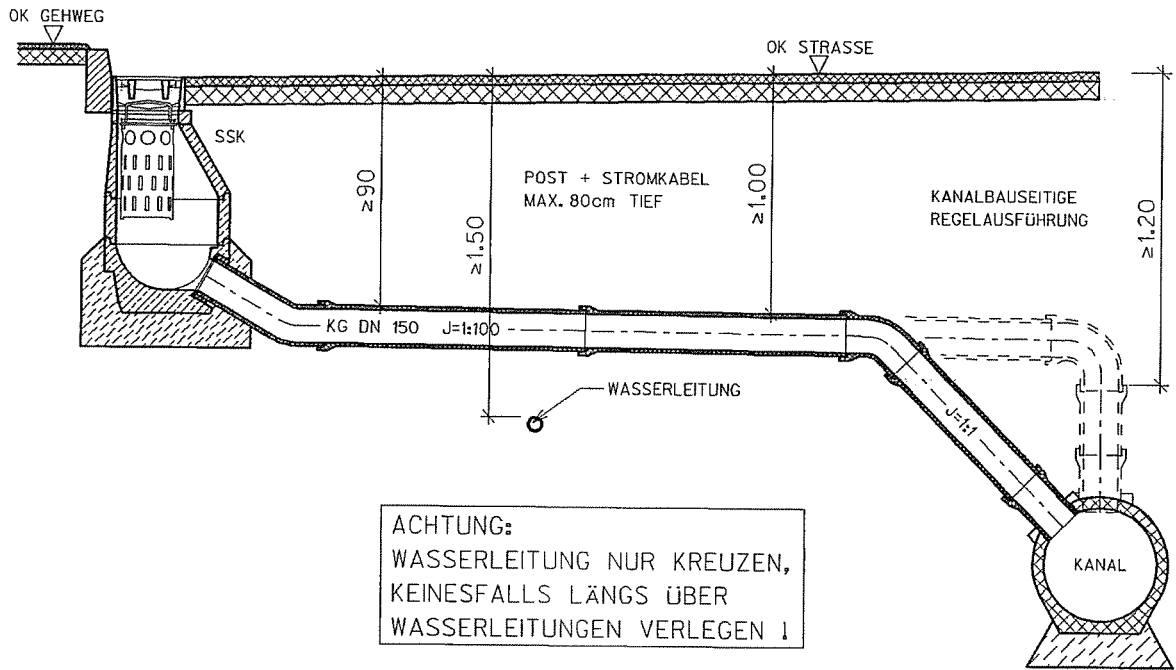 OK GEHWEG
OK STRASSE
SSK
≥90
≥1.50
POST + STROMKABEL
MAX. 80cm TIEF
≥1.00
KANALBAUSEITIGE
REGELAUSFÜHRUNG
≥1.20
KG DN 150 J=1:100
WASSERLEITUNG
J=1:1
ACHTUNG:
WASSERLEITUNG NUR KREUZEN,
KEINESFALLS LÄNGS ÜBER
WASSERLEITUNGEN VERLEGEN !
KANAL